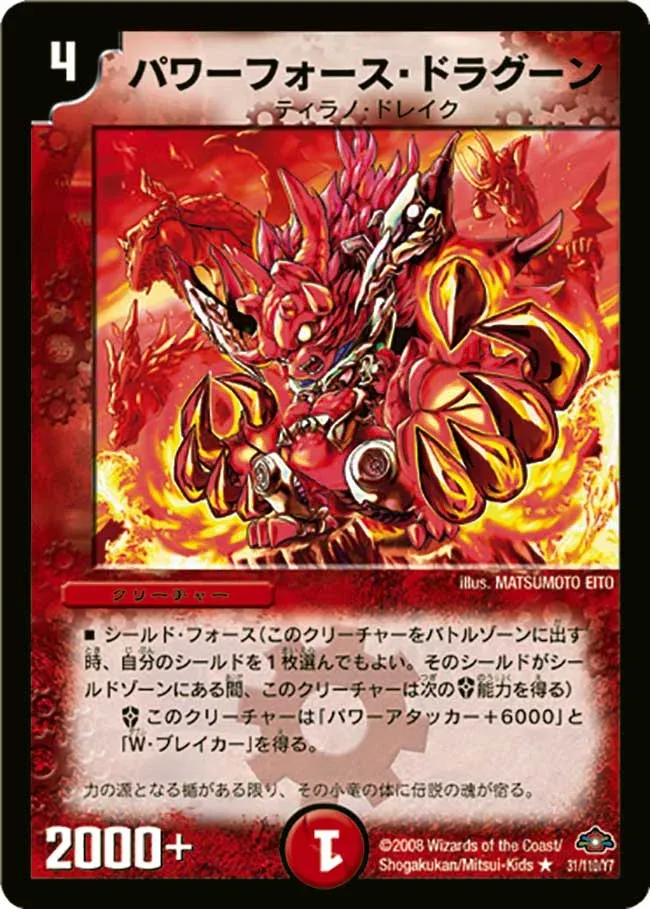 4
パワーフォース・ドラグーン
ティラノ・ドレイク
illus. MATSUMOTO EITO
クリーチャー
■ シールド・フォース(このクリーチャーをバトルゾーンに出す
時、自分のシールドを1枚選んでもよい。そのシールドがシー
ルドゾーンにある間、このクリーチャーは次の能力を得る)
このクリーチャーは「パワーアタッカー+6000」と
「W・ブレイカー」を得る。
力の源となる楯がある限り、その小竜の体に伝説の魂が宿る。
2000+
1
©2008 Wizards of the Coast/
Shogakukan/Mitsui-Kids ★ 31/110/Y7